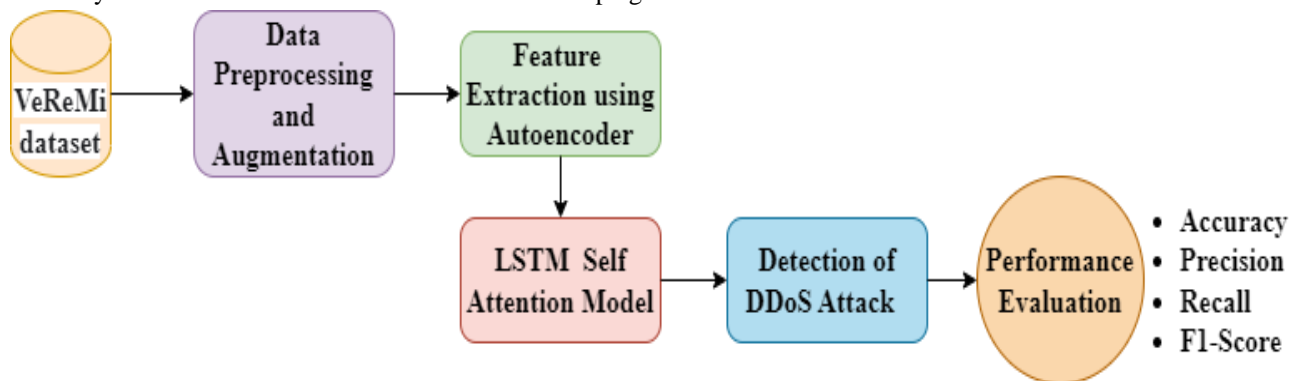 VeReMi
dataset
Data
Preprocessing
and
Augmentation
Feature
Extraction using
Autoencoder
LSTM Self
Attention Model
Detection of
DDoS Attack
Performance
Evaluation
• Accuracy
• Precision
• Recall
• F1-Score